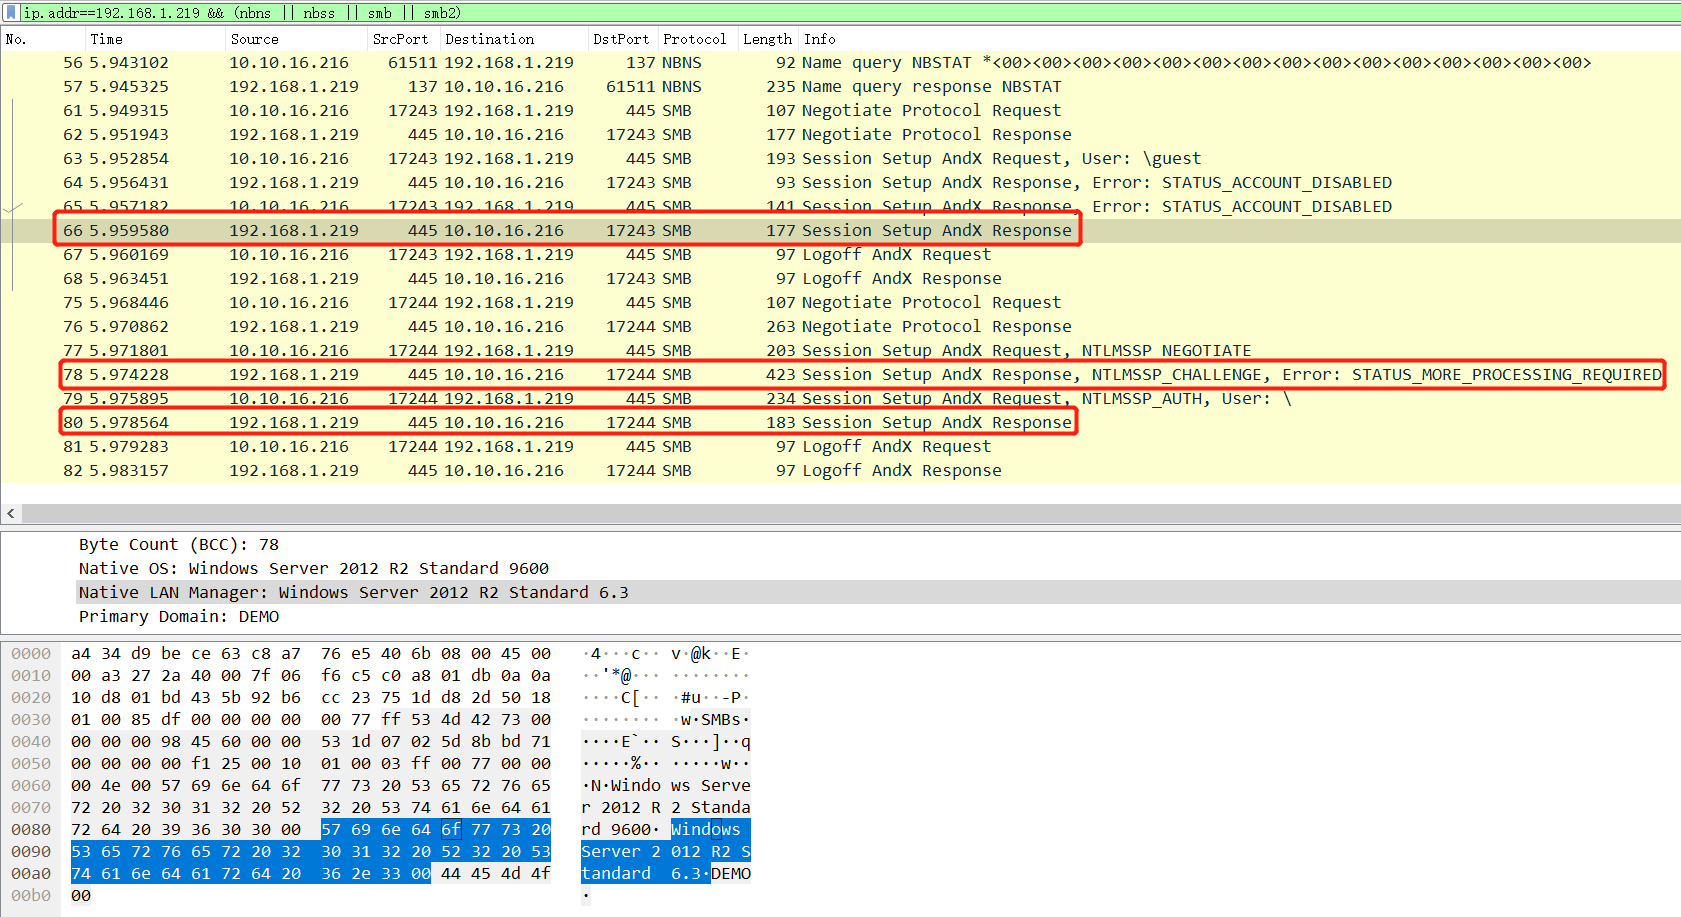 ip.addr==192.168.1.219 && (nbns || nbss || smb || smb2)
No. Time Source SrcPort Destination DstPort Protocol Length Info
56 5.943102 10.10.16.216 61511 192.168.1.219 137 NBNS 92 Name query NBSTAT *<00><00><00><00><00><00><00><00><00><00><00><00><00><00><00>
57 5.945325 192.168.1.219 137 10.10.16.216 61511 NBNS 235 Name query response NBSTAT
61 5.949315 10.10.16.216 17243 192.168.1.219 445 SMB 107 Negotiate Protocol Request
62 5.951943 192.168.1.219 445 10.10.16.216 17243 SMB 177 Negotiate Protocol Response
63 5.952854 10.10.16.216 17243 192.168.1.219 445 SMB 193 Session Setup AndX Request, User: \guest
64 5.956431 192.168.1.219 445 10.10.16.216 17243 SMB 93 Session Setup AndX Response, Error: STATUS_ACCOUNT_DISABLED
65 5.957182 10.10.16.216 17243 192.168.1.219 445 SMB 141 Session Setup AndX Response, Error: STATUS_ACCOUNT_DISABLED
66 5.959580 192.168.1.219 445 10.10.16.216 17243 SMB 177 Session Setup AndX Response
67 5.960169 10.10.16.216 17243 192.168.1.219 445 SMB 97 Logoff AndX Request
68 5.963451 192.168.1.219 445 10.10.16.216 17243 SMB 97 Logoff AndX Response
75 5.968446 10.10.16.216 17244 192.168.1.219 445 SMB 107 Negotiate Protocol Request
76 5.970862 192.168.1.219 445 10.10.16.216 17244 SMB 263 Negotiate Protocol Response
77 5.971801 10.10.16.216 17244 192.168.1.219 445 SMB 203 Session Setup AndX Request, NTLMSSP_NEGOTIATE
78 5.974228 192.168.1.219 445 10.10.16.216 17244 SMB 423 Session Setup AndX Response, NTLMSSP_CHALLENGE, Error: STATUS_MORE_PROCESSING_REQUIRED
79 5.975895 10.10.16.216 17244 192.168.1.219 445 SMB 234 Session Setup AndX Request, NTLMSSP_AUTH, User: \
80 5.978564 192.168.1.219 445 10.10.16.216 17244 SMB 183 Session Setup AndX Response
81 5.979283 10.10.16.216 17244 192.168.1.219 445 SMB 97 Logoff AndX Request
82 5.983157 192.168.1.219 445 10.10.16.216 17244 SMB 97 Logoff AndX Response
Byte Count (BCC): 78
Native OS: Windows Server 2012 R2 Standard 9600
Native LAN Manager: Windows Server 2012 R2 Standard 6.3
Primary Domain: DEMO
0000 a4 34 d9 be ce 63 c8 a7 76 e5 40 6b 08 00 45 00 ·4···c·· v·@k··E·
0010 00 a3 27 2a 40 00 7f 06 f6 c5 c0 a8 01 db 0a 0a ··'*@··· ········
0020 10 d8 01 bd 43 5b 92 b6 cc 23 75 1d d8 2d 50 18 ····C[·· ·#u··-P·
0030 01 00 85 df 00 00 00 00 00 77 ff 53 4d 42 73 00 ········ ·w·SMBs·
0040 00 00 00 98 45 60 00 00 53 1d 07 02 5d 8b bd 71 ····E`·· S···]··q
0050 00 00 00 00 f1 25 00 10 01 00 03 ff 00 77 00 00 ·····%·· ·····w··
0060 00 4e 00 57 69 6e 64 6f 77 73 20 53 65 72 76 65 ·N·Windo ws Serve
0070 72 20 32 30 31 32 20 52 32 20 53 74 61 6e 64 61 r 2012 R 2 Standa
0080 72 64 20 39 36 30 30 00 57 69 6e 64 6f 77 73 20 rd 9600· Windows
0090 53 65 72 76 65 72 20 32 30 31 32 20 52 32 20 53 Server 2 012 R2 S
00a0 74 61 6e 64 61 72 64 20 36 2e 33 00 44 45 4d 4f tandard 6.3·DEMO
00b0 00 ·